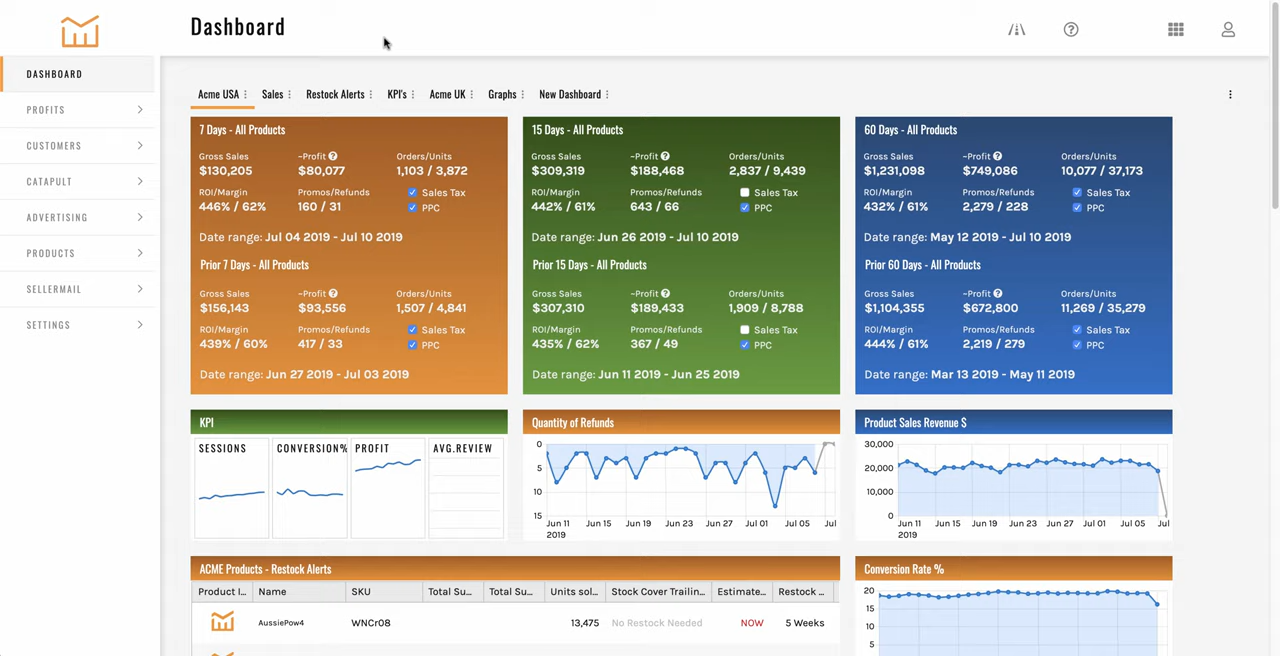 Dashboard
DASHBOARD
PROFITS
CUSTOMERS
CATAPULT
ADVERTISING
PRODUCTS
SELLERMAIL
SETTINGS
Acme USA Sales Restock Alerts KPI's Acme UK Graphs New Dashboard
7 Days - All Products
Gross Sales ~Profit Orders/Units
$130,205 $80,077 1,103 / 3,872
ROI/Margin Promos/Refunds Sales Tax
446% / 62% 160 / 31 PPC
Date range: Jul 04 2019 - Jul 10 2019
Prior 7 Days - All Products
Gross Sales ~Profit Orders/Units
$156,143 $93,556 1,507 / 4,841
ROI/Margin Promos/Refunds Sales Tax
439% / 60% 417 / 33 PPC
Date range: Jun 27 2019 - Jul 03 2019
15 Days - All Products
Gross Sales ~Profit Orders/Units
$309,319 $188,468 2,837 / 9,439
ROI/Margin Promos/Refunds Sales Tax
442% / 61% 643 / 66 PPC
Date range: Jun 26 2019 - Jul 10 2019
Prior 15 Days - All Products
Gross Sales ~Profit Orders/Units
$307,310 $189,433 1,909 / 8,788
ROI/Margin Promos/Refunds Sales Tax
435% / 62% 367 / 49 PPC
Date range: Jun 11 2019 - Jun 25 2019
60 Days - All Products
Gross Sales ~Profit Orders/Units
$1,231,098 $749,086 10,077 / 37,173
ROI/Margin Promos/Refunds Sales Tax
432% / 61% 2,279 / 228 PPC
Date range: May 12 2019 - Jul 10 2019
Prior 60 Days - All Products
Gross Sales ~Profit Orders/Units
$1,104,355 $672,800 11,269 / 35,279
ROI/Margin Promos/Refunds Sales Tax
444% / 61% 2,219 / 279 PPC
Date range: Mar 13 2019 - May 11 2019
KPI
SESSIONS CONVERSION% PROFIT AVG.REVIEW
Quantity of Refunds
0
5
10
15
Jun 11 Jun 15 Jun 19 Jun 23 Jun 27 Jul 01 Jul 05 Jul
2019
Product Sales Revenue $
30,000
20,000
10,000
0
Jun 11 Jun 15 Jun 19 Jun 23 Jun 27 Jul 01 Jul 05 Jul
2019
ACME Products - Restock Alerts
Product I... Name SKU Total Su... Total Su... Units sol... Stock Cover Trailin... Estimate... Restock ...
AussiePow4 WNCr08 13,475 No Restock Needed NOW 5 Weeks
Conversion Rate %
20
15
10
5